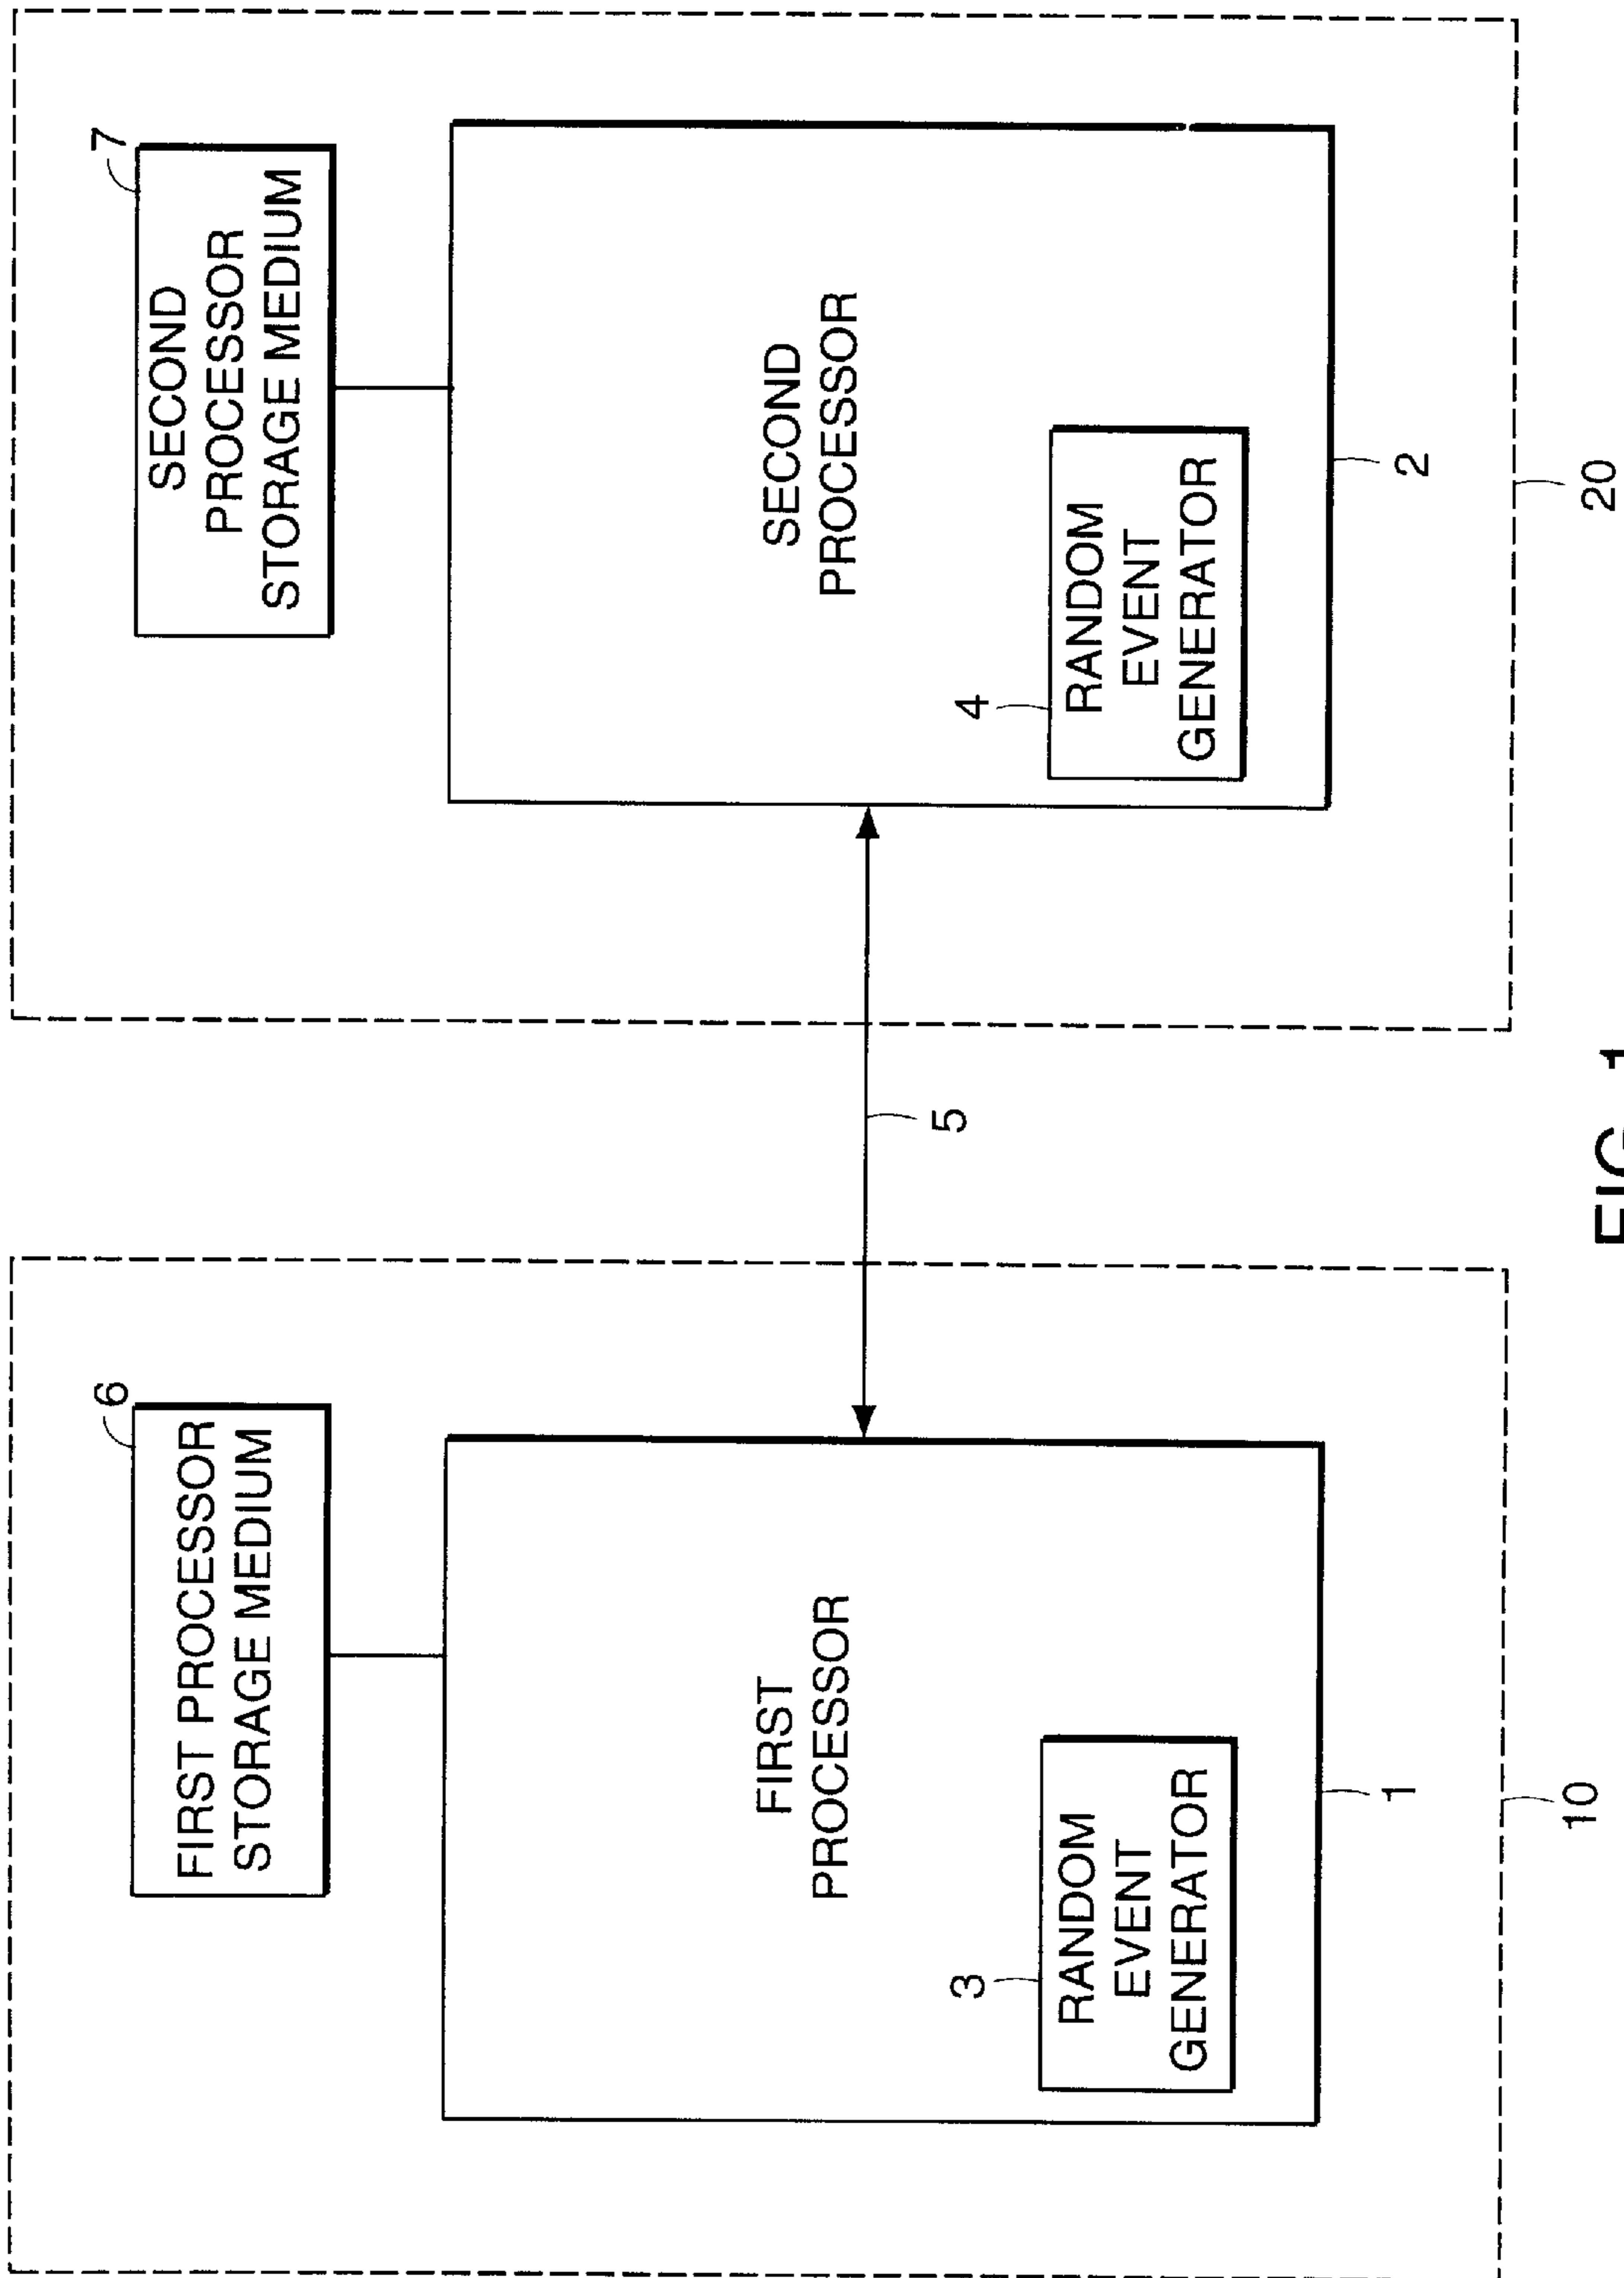 6
FIRST PROCESSOR
STORAGE MEDIUM
FIRST
PROCESSOR
3
RANDOM
EVENT
GENERATOR
1
10
5
7
SECOND
PROCESSOR
STORAGE MEDIUM
SECOND
PROCESSOR
4
RANDOM
EVENT
GENERATOR
2
20
FIG. 1